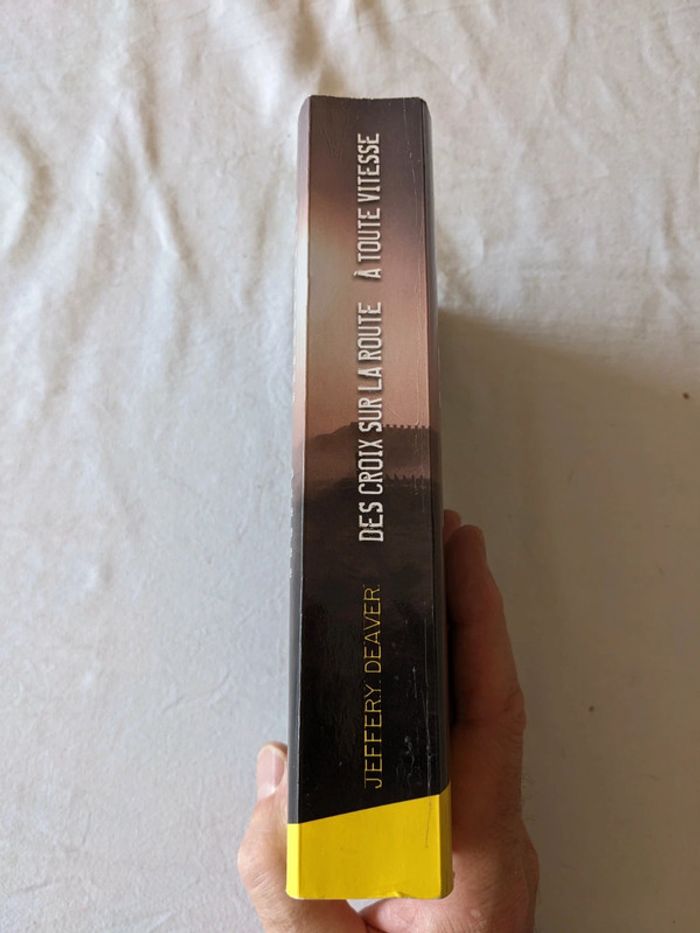 JEFFERY DEAVER
DES CROIX SUR LA ROUTE À TOUTE VITESSE